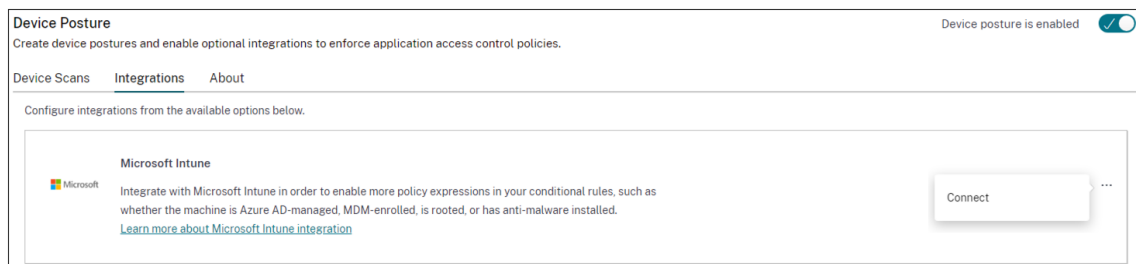 Device Posture
Device posture is enabled
Create device postures and enable optional integrations to enforce application access control policies.
Device Scans Integrations About
Configure integrations from the available options below.
Microsoft Intune
Microsoft
Integrate with Microsoft Intune in order to enable more policy expressions in your conditional rules, such as
whether the machine is Azure AD-managed, MDM-enrolled, is rooted, or has anti-malware installed.
Learn more about Microsoft Intune integration
Connect
...